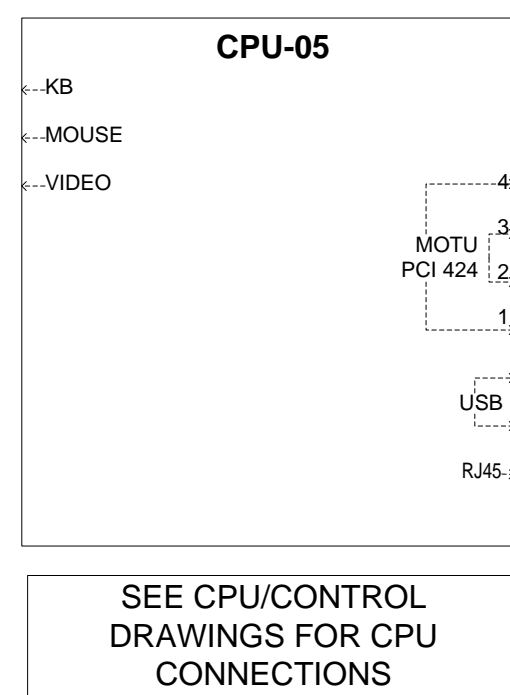 CPU-05
KB
MOUSE
VIDEO
4
3
MOTU
PCI 424
2
1
USB
RJ45
SEE CPU/CONTROL
DRAWINGS FOR CPU
CONNECTIONS